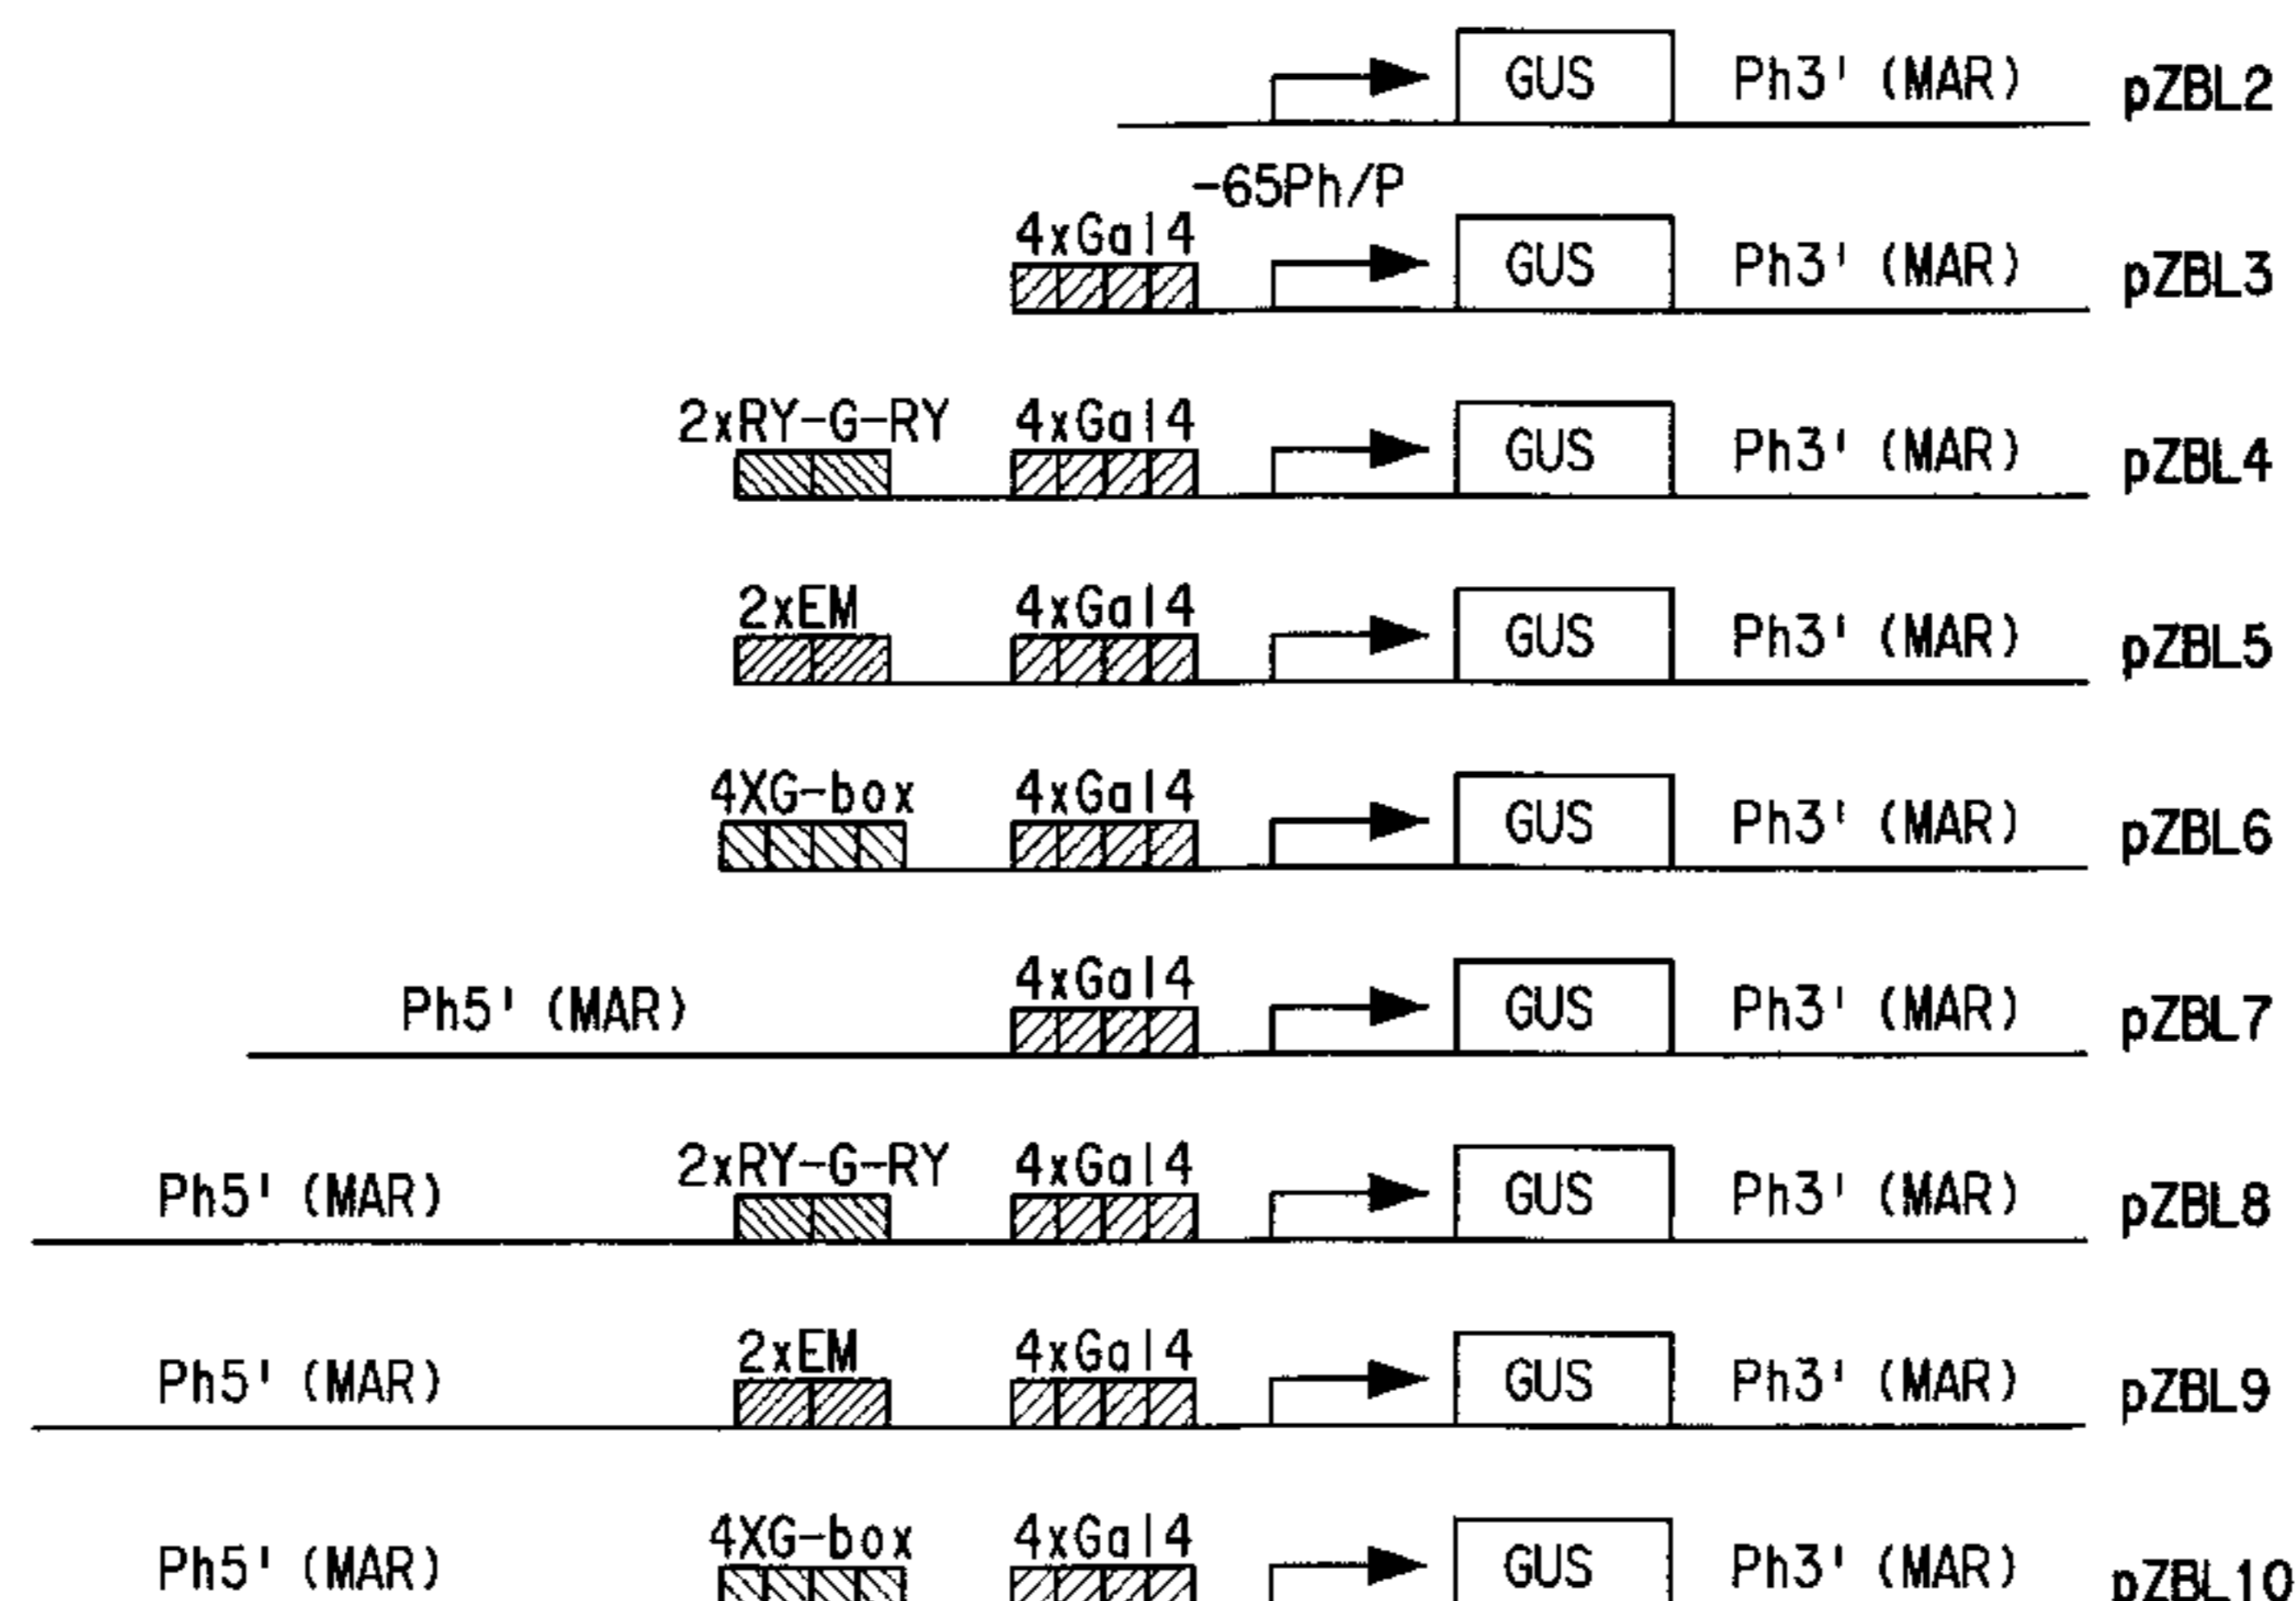 GUS Ph3' (MAR) pZBL2
-65Ph/P
4xGal4
GUS Ph3' (MAR) pZBL3
2xRY-G-RY 4xGal4
GUS Ph3' (MAR) pZBL4
2xEM 4xGal4
GUS Ph3' (MAR) pZBL5
4XG-box 4xGal4
GUS Ph3' (MAR) pZBL6
4xGal4
Ph5' (MAR) GUS Ph3' (MAR) pZBL7
2xRY-G-RY 4xGal4
Ph5' (MAR) GUS Ph3' (MAR) pZBL8
2xEM 4xGal4
Ph5' (MAR) GUS Ph3' (MAR) pZBL9
4XG-box 4xGal4
Ph5' (MAR) GUS Ph3' (MAR) pZBL10